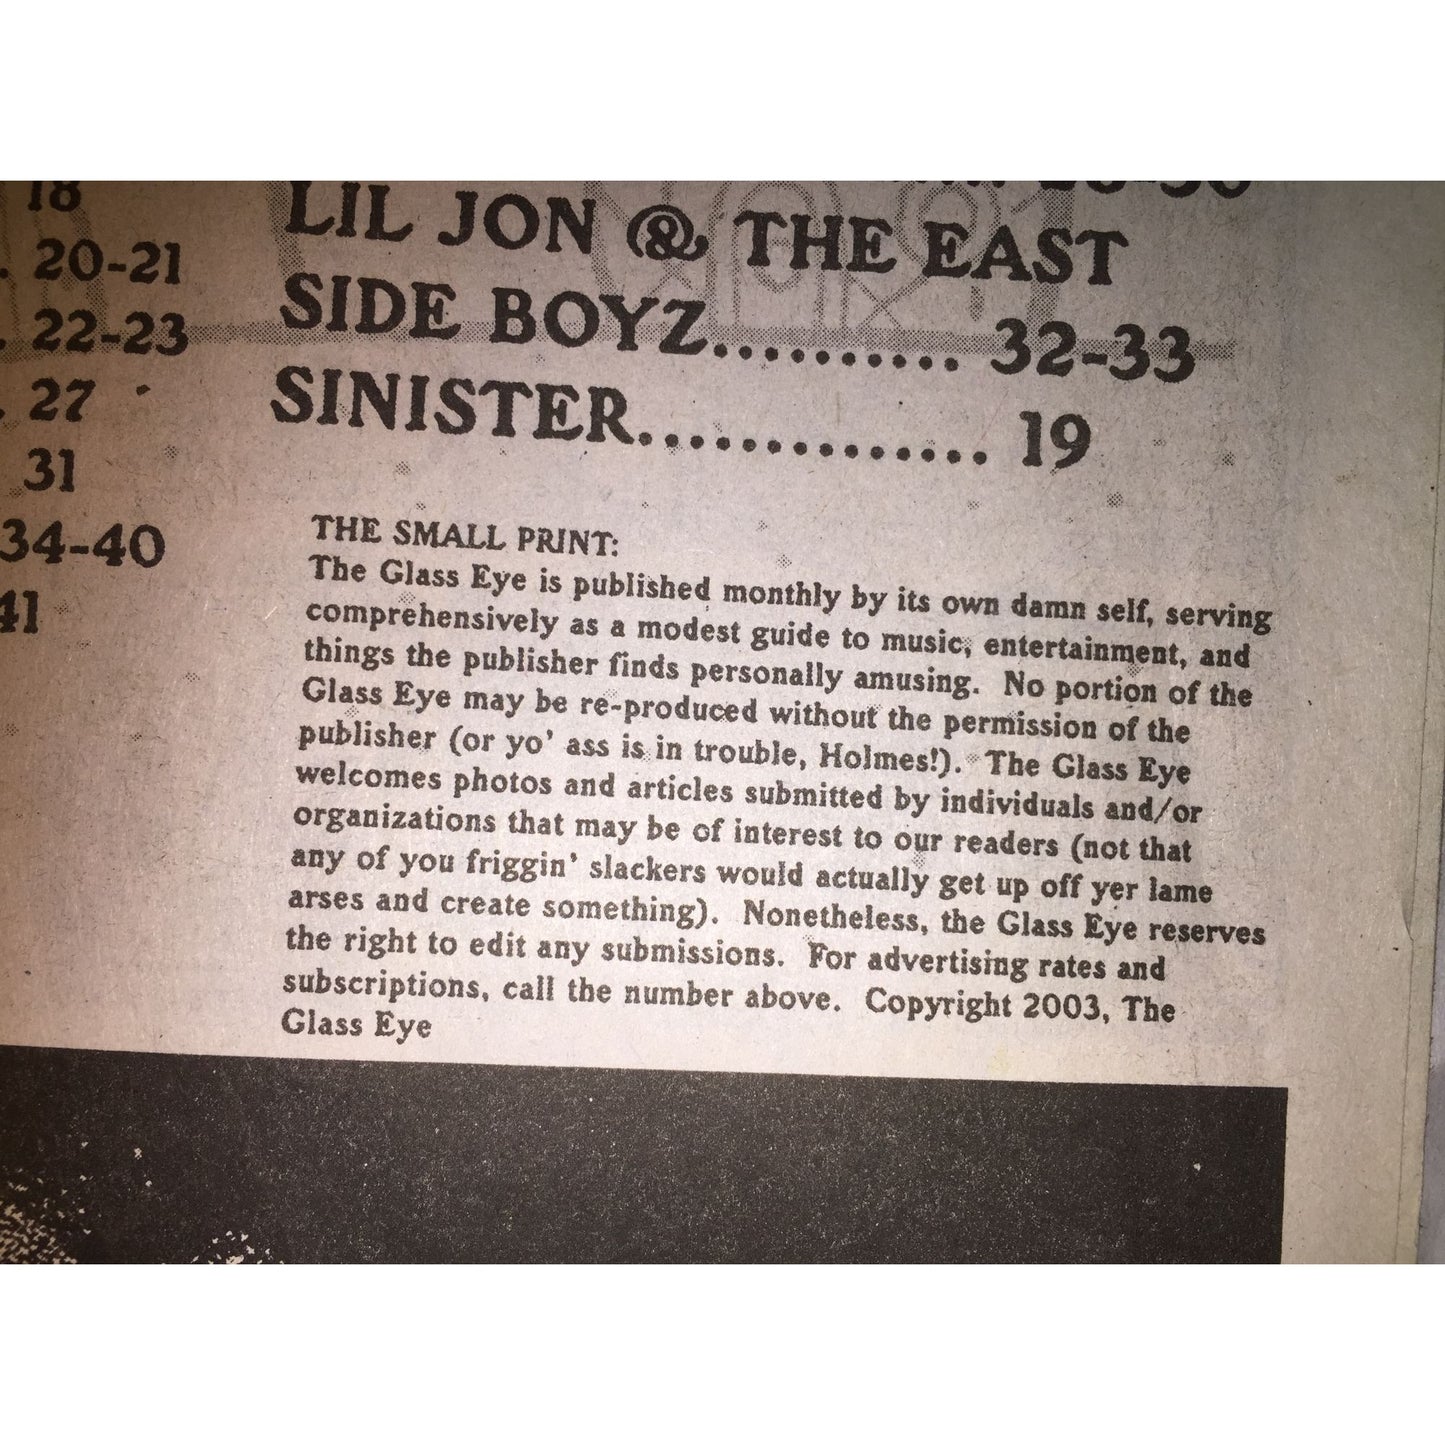 18
20-21
22-23
27
31
34-40
41
LIL JON & THE EAST
SIDE BOYZ.......... 32-33
SINISTER............... 19
THE SMALL PRINT:
The Glass Eye is published monthly by its own damn self, serving
comprehensively as a modest guide to music, entertainment, and
things the publisher finds personally amusing.  No portion of the
Glass Eye may be re-produced without the permission of the
publisher (or yo' ass is in trouble, Holmes!).  The Glass Eye
welcomes photos and articles submitted by individuals and/or
organizations that may be of interest to our readers (not that
any of you friggin' slackers would actually get up off yer lame
arses and create something).  Nonetheless, the Glass Eye reserves
the right to edit any submissions.  For advertising rates and
subscriptions, call the number above.  Copyright 2003, The
Glass Eye